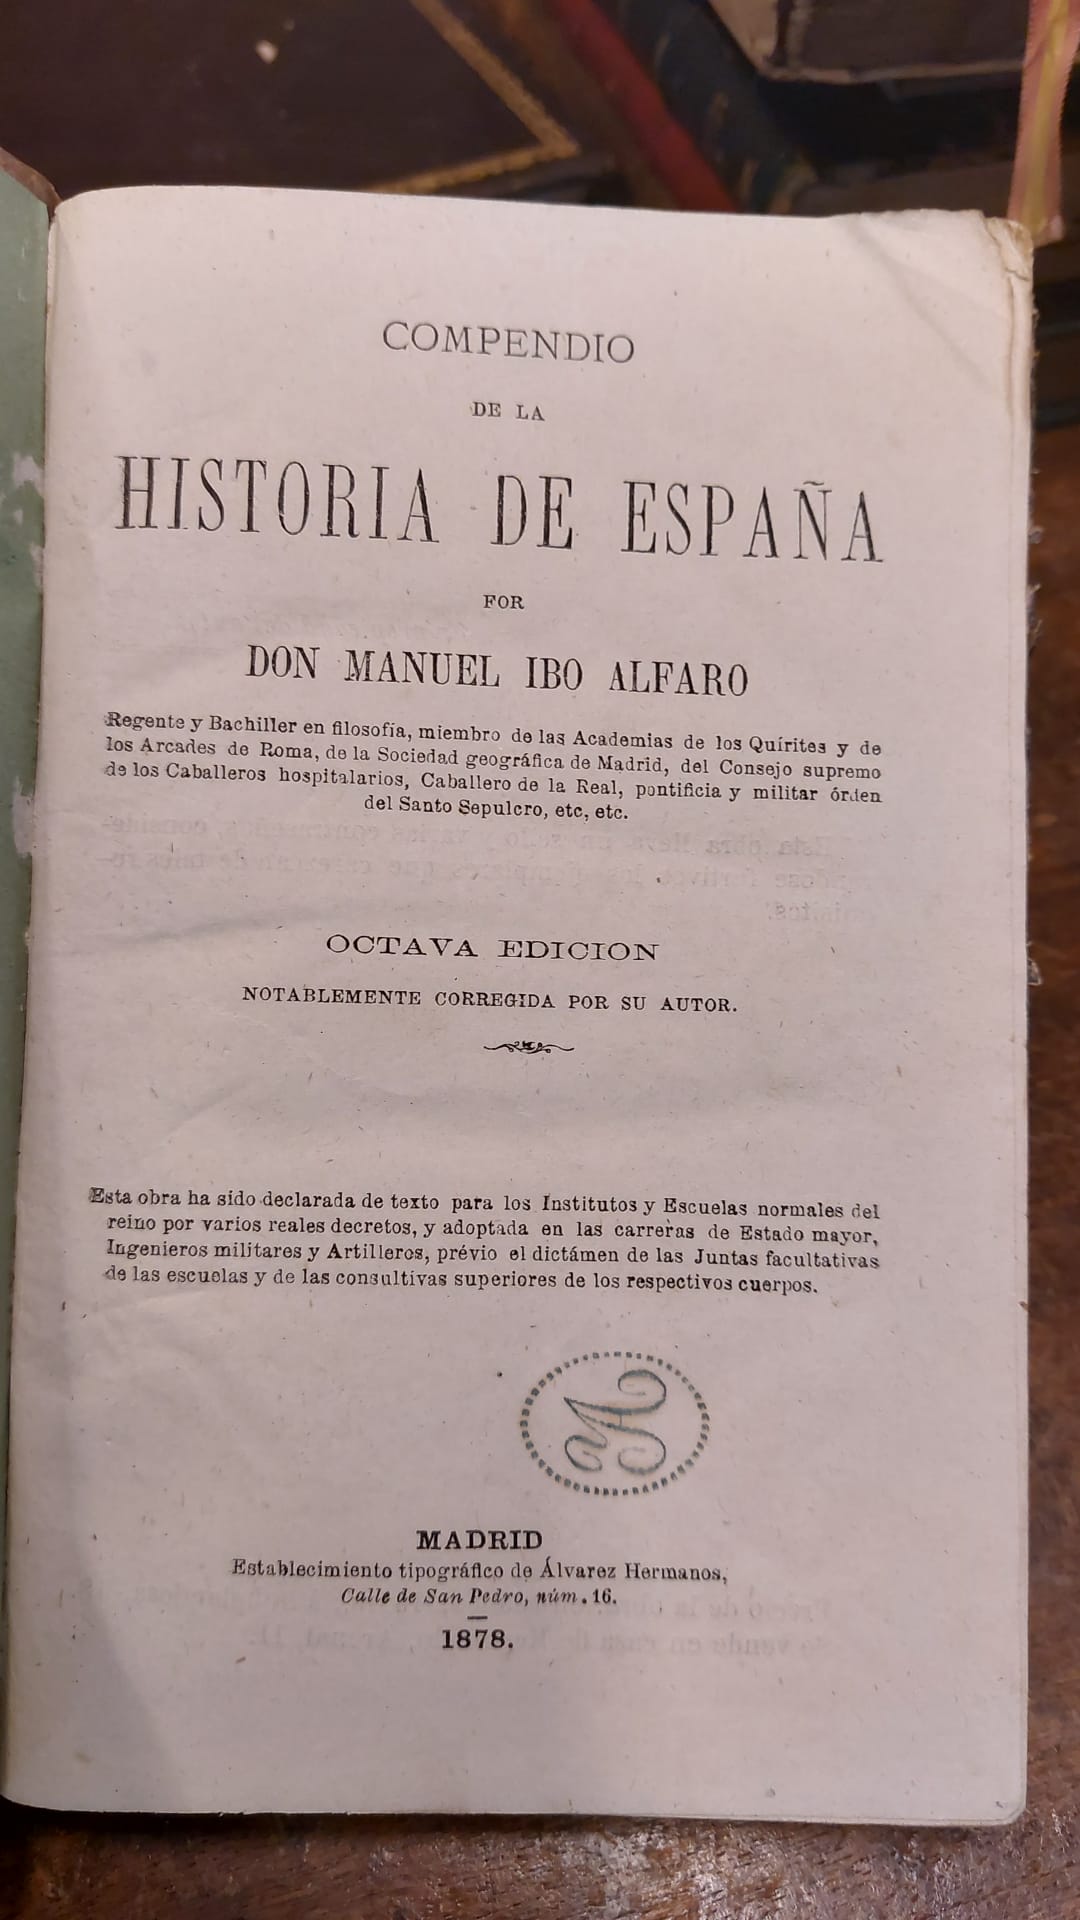 COMPENDIO
DE LA
HISTORIA DE ESPAÑA
FOR
DON MANUEL IBO ALFARO
Regente y Bachiller en filosofía, miembro de las Academias de los Quírites y de
los Arcades de Roma, de la Sociedad geográfica de Madrid, del Consejo supremo
de los Caballeros hospitalarios, Caballero de la Real, pontificia y militar órden
del Santo Sepulcro, etc, etc.
OCTAVA EDICION
NOTABLEMENTE CORREGIDA POR SU AUTOR.
Esta obra ha sido declarada de texto para los Institutos y Escuelas normales del
reino por varios reales decretos, y adoptada en las carreras de Estado mayor,
Ingenieros militares y Artilleros, prévio el dictámen de las Juntas facultativas
de las escuelas y de las consultivas superiores de los respectivos cuerpos.
A
MADRID
Establecimiento tipográfico de Álvarez Hermanos,
Calle de San Pedro, núm. 16.
1878.